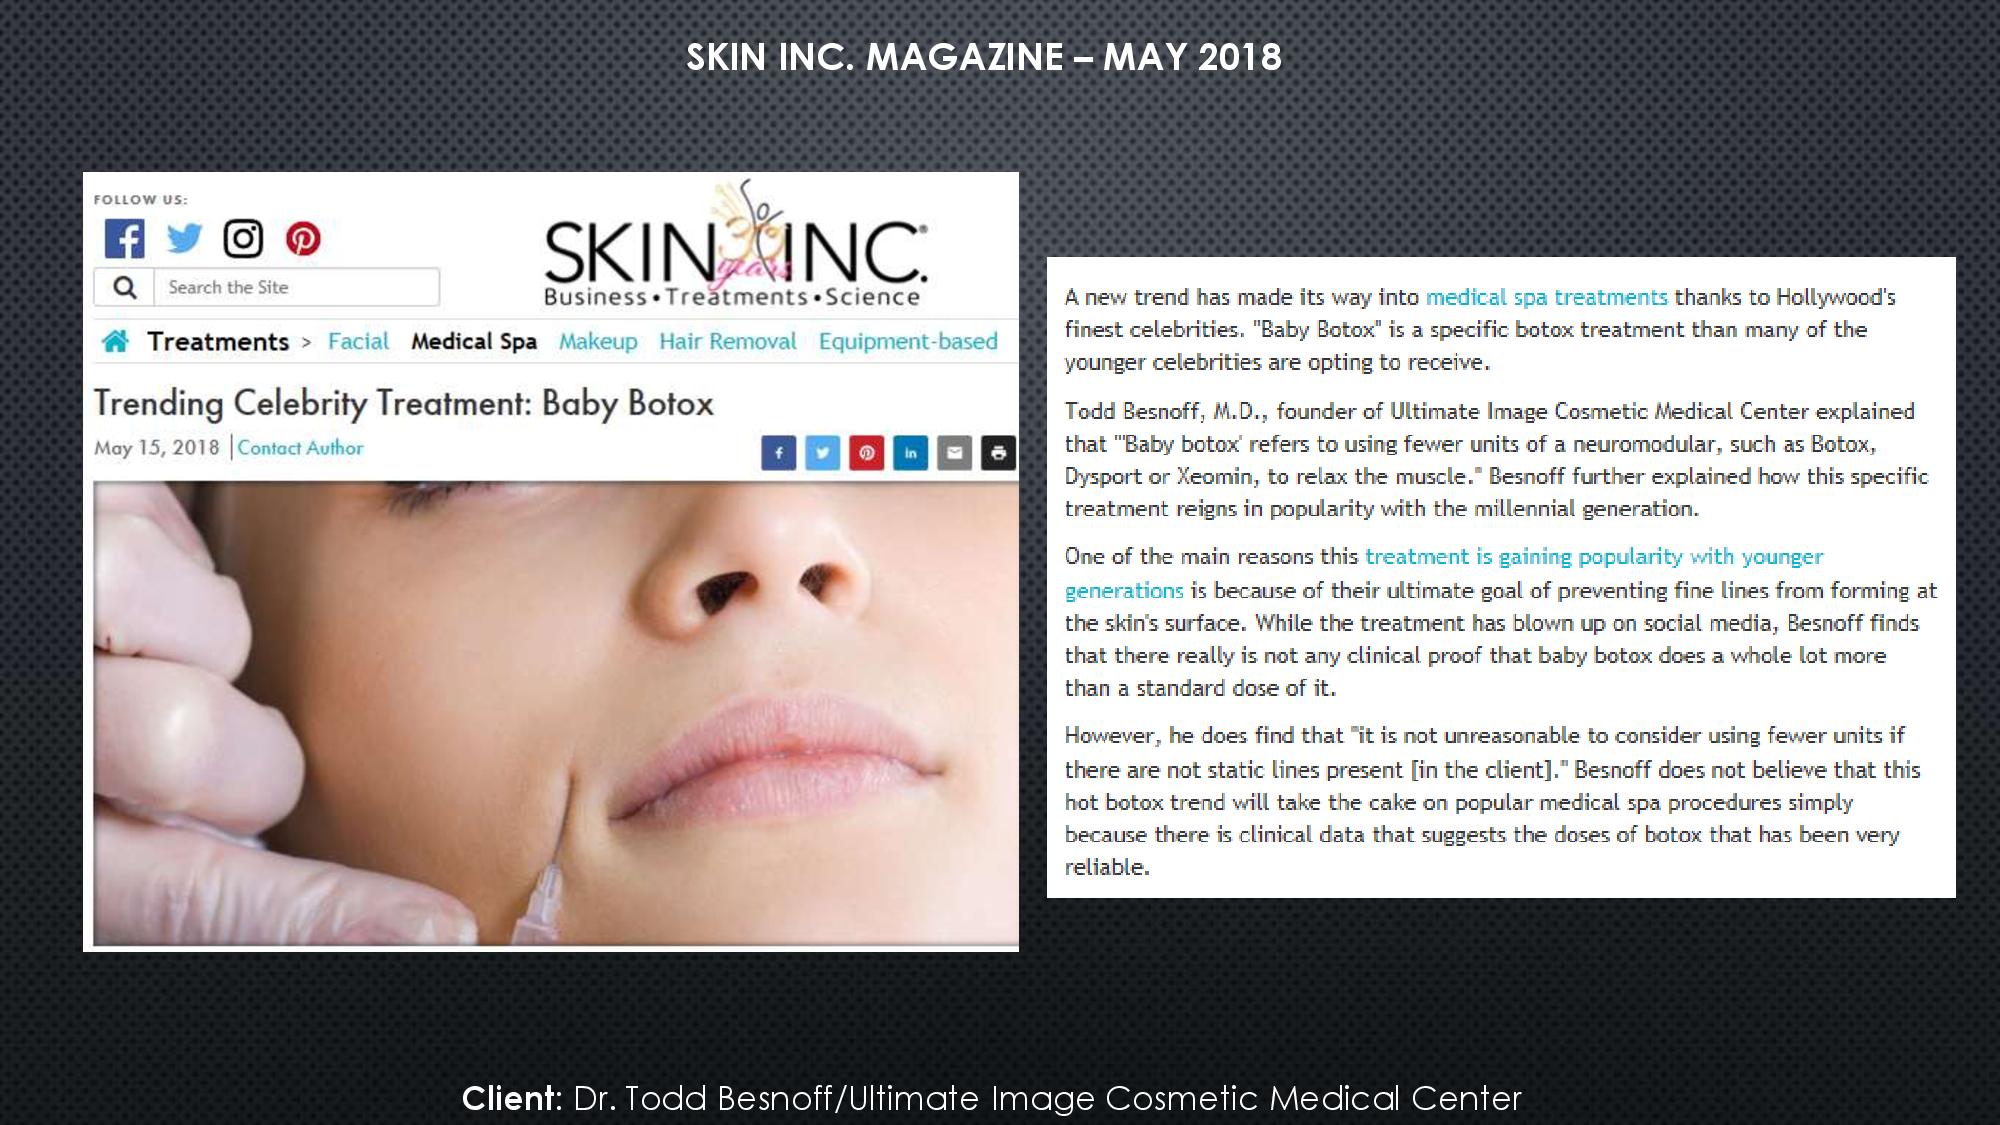 SKIN INC. MAGAZINE – MAY 2018
FOLLOW US:
Search the Site
SKIN INC.®
years
Business • Treatments • Science
Treatments > Facial Medical Spa Makeup Hair Removal Equipment-based
Trending Celebrity Treatment: Baby Botox
May 15, 2018 | Contact Author
A new trend has made its way into medical spa treatments thanks to Hollywood's
finest celebrities. "Baby Botox" is a specific botox treatment than many of the
younger celebrities are opting to receive.
Todd Besnoff, M.D., founder of Ultimate Image Cosmetic Medical Center explained
that "'Baby botox' refers to using fewer units of a neuromodular, such as Botox,
Dysport or Xeomin, to relax the muscle." Besnoff further explained how this specific
treatment reigns in popularity with the millennial generation.
One of the main reasons this treatment is gaining popularity with younger
generations is because of their ultimate goal of preventing fine lines from forming at
the skin's surface. While the treatment has blown up on social media, Besnoff finds
that there really is not any clinical proof that baby botox does a whole lot more
than a standard dose of it.
However, he does find that "it is not unreasonable to consider using fewer units if
there are not static lines present [in the client]." Besnoff does not believe that this
hot botox trend will take the cake on popular medical spa procedures simply
because there is clinical data that suggests the doses of botox that has been very
reliable.
Client: Dr. Todd Besnoff/Ultimate Image Cosmetic Medical Center